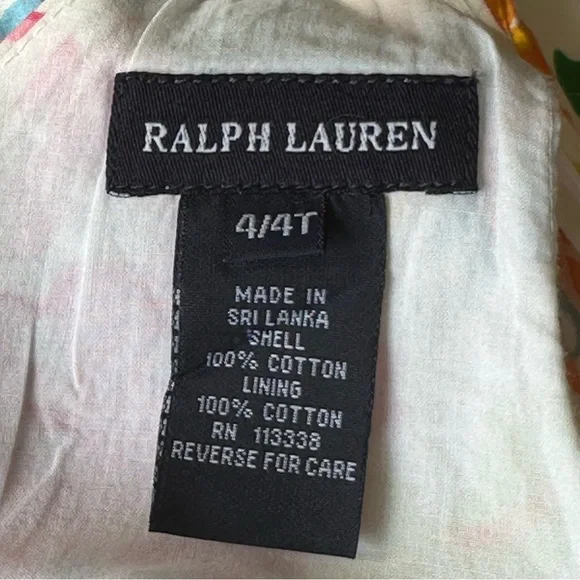 RALPH LAUREN
4/4T
MADE IN
SRI LANKA
SHELL
100% COTTON
LINING
100% COTTON
RN 113338
REVERSE FOR CARE